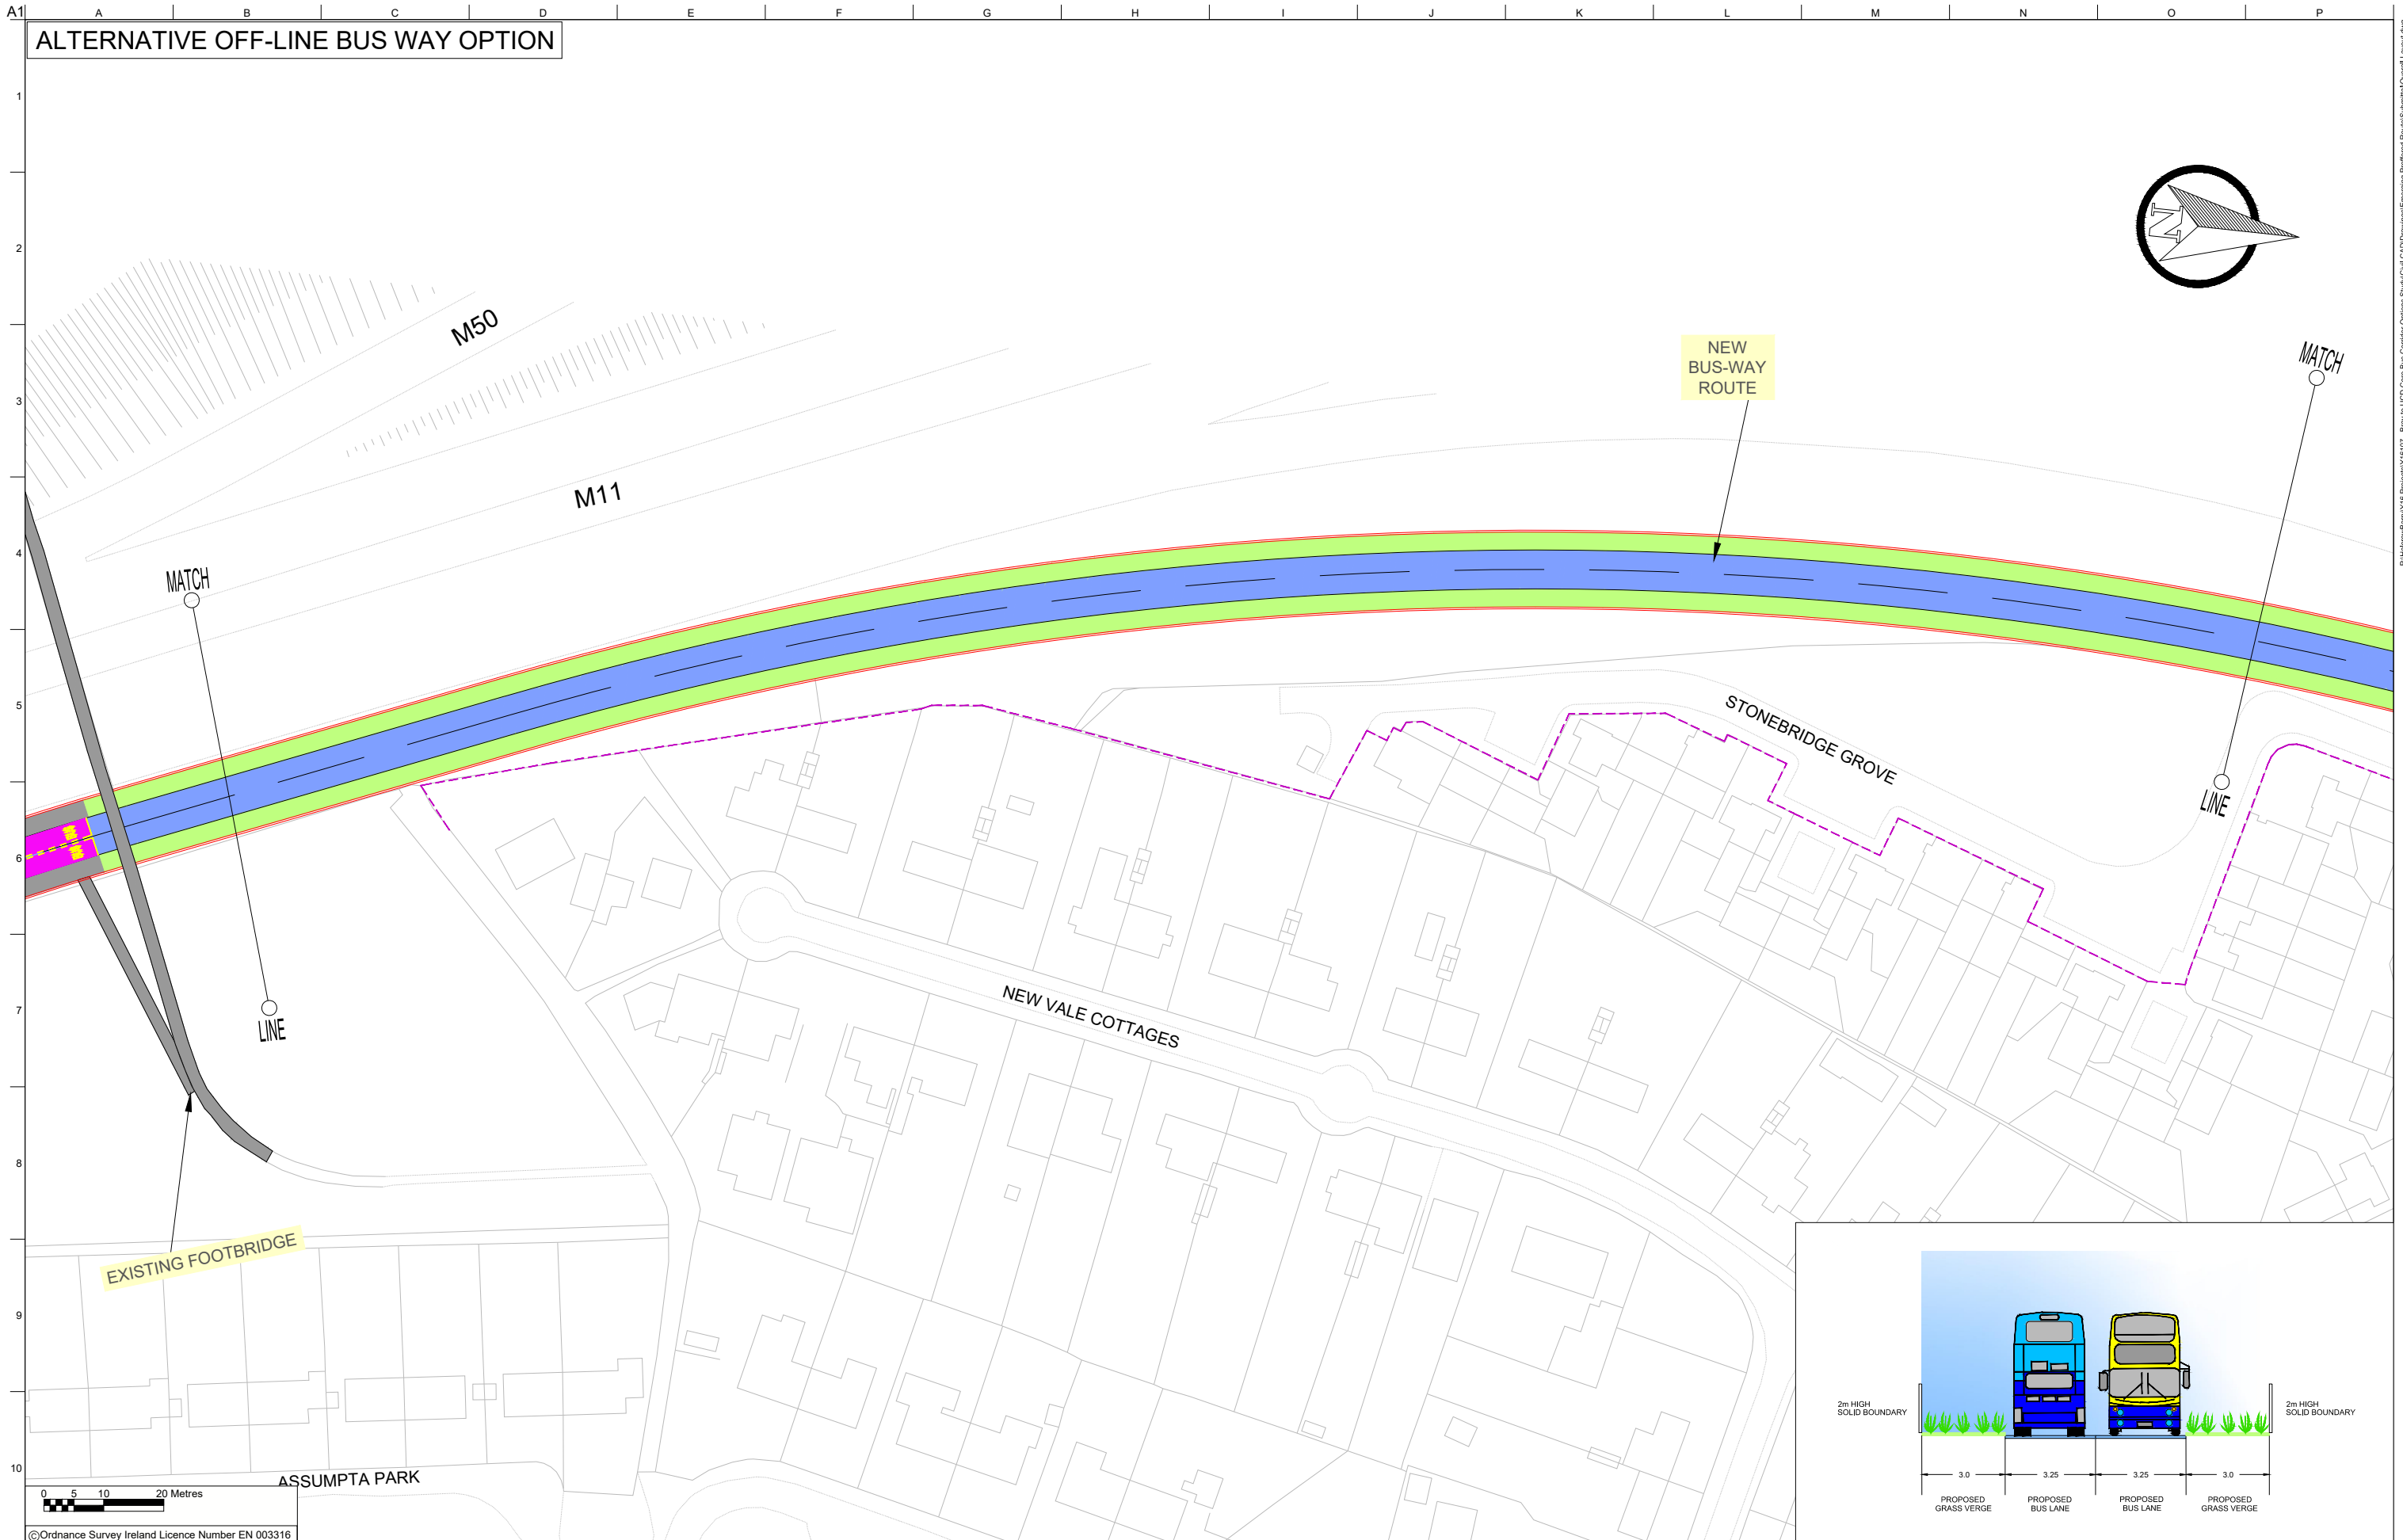 A1
A B C D E F G H I J K L M N O P
ALTERNATIVE OFF-LINE BUS WAY OPTION
1
2
3
4
5
6
7
8
9
10
N
M50
M11
NEW
BUS-WAY
ROUTE
MATCH
MATCH
STONEBRIDGE GROVE
LINE
LINE
NEW VALE COTTAGES
EXISTING FOOTBRIDGE
ASSUMPTA PARK
0 5 10 20 Metres
©Ordnance Survey Ireland Licence Number EN 003316
2m HIGH
SOLID BOUNDARY
2m HIGH
SOLID BOUNDARY
3.0 3.25 3.25 3.0
PROPOSED
GRASS VERGE
PROPOSED
BUS LANE
PROPOSED
BUS LANE
PROPOSED
GRASS VERGE